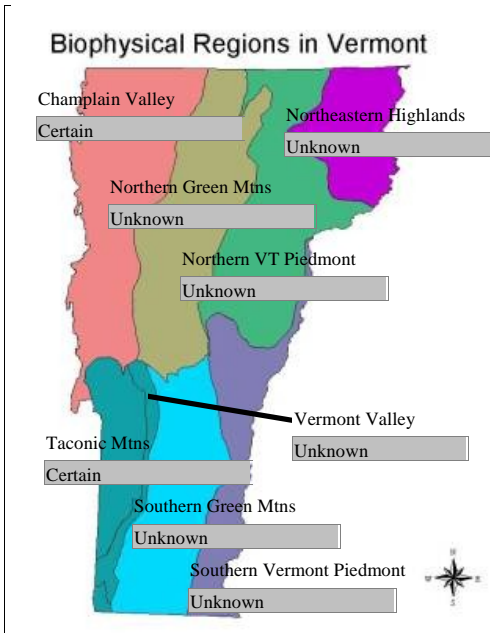 Biophysical Regions in Vermont
Champlain Valley
Certain
Northeastern Highlands
Unknown
Northern Green Mtns
Unknown
Northern VT Piedmont
Unknown
Vermont Valley
Unknown
Taconic Mtns
Certain
Southern Green Mtns
Unknown
Southern Vermont Piedmont
Unknown
N
W E
S